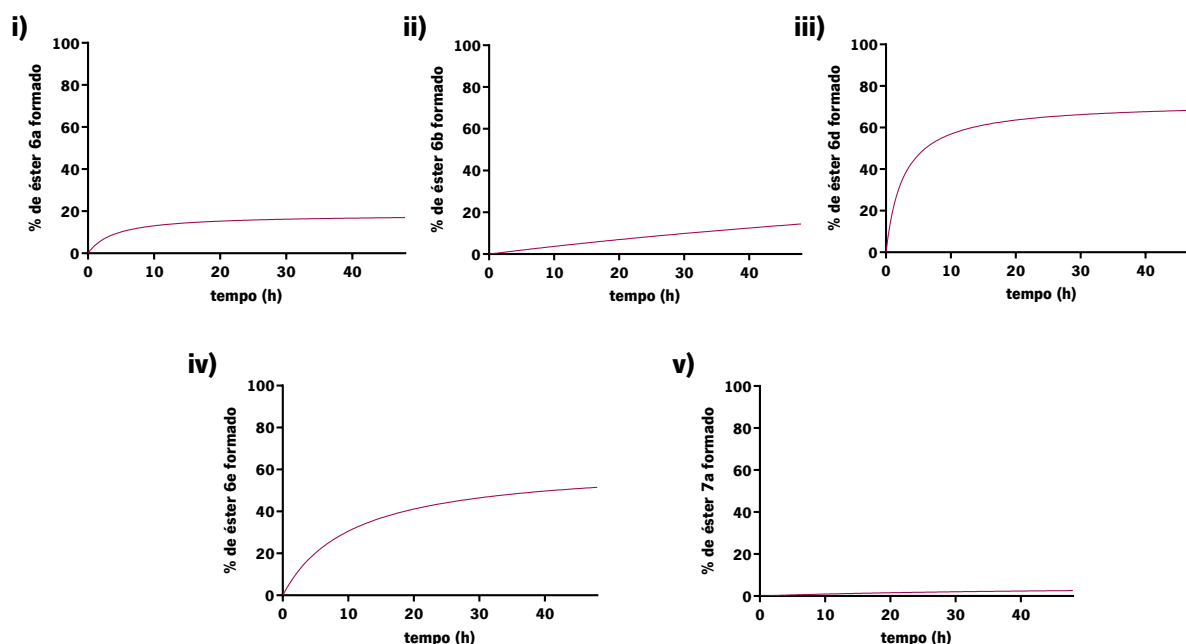 i)
% de éster 6a formado
100
80
60
40
20
0
0 10 20 30 40
tempo (h)
ii)
% de éster 6b formado
100
80
60
40
20
0
0 10 20 30 40
tempo (h)
iii)
% de éster 6d formado
100
80
60
40
20
0
0 10 20 30 40
tempo (h)
iv)
% de éster 6e formado
100
80
60
40
20
0
0 10 20 30 40
tempo (h)
v)
% de éster 7a formado
100
80
60
40
20
0
0 10 20 30 40
tempo (h)